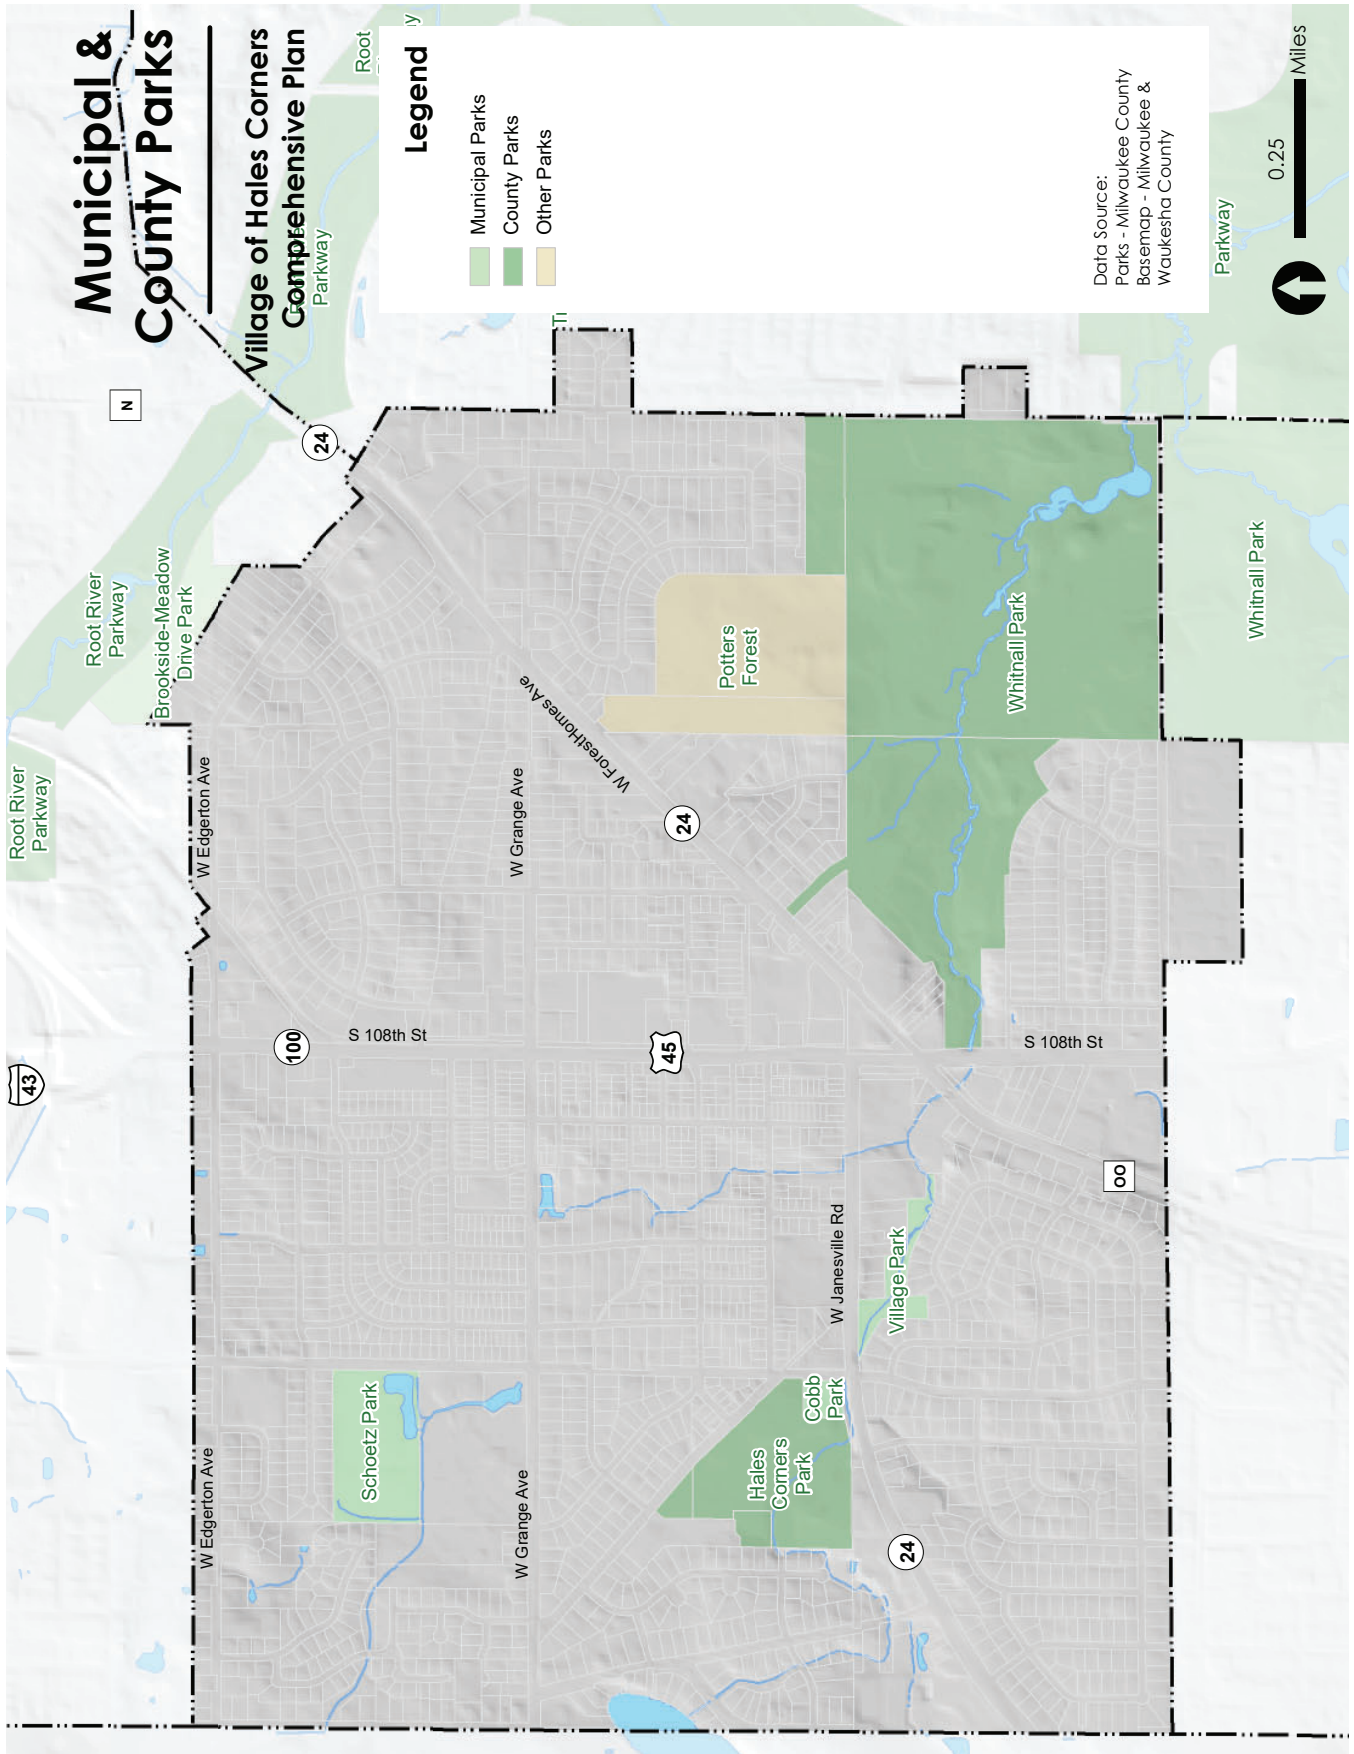 Municipal &
County Parks
Village of Hales Corners
Comprehensive Plan
Legend
Municipal Parks
County Parks
Other Parks
Data Source:
Parks - Milwaukee County
Basemap - Milwaukee &
Waukesha County
0.25
Miles
N
24
Root
Parkway
Root River
Parkway
Brookside-Meadow
Drive Park
Root River
Parkway
43
W Edgerton Ave
W Grange Ave
W ForestHomes Ave
24
Potters
Forest
Whitnall Park
Whitnall Park
Parkway
100
S 108th St
45
S 108th St
OO
W Janesville Rd
Village Park
Schoetz Park
W Edgerton Ave
W Grange Ave
Hales
Corners
Park
Cobb
Park
24